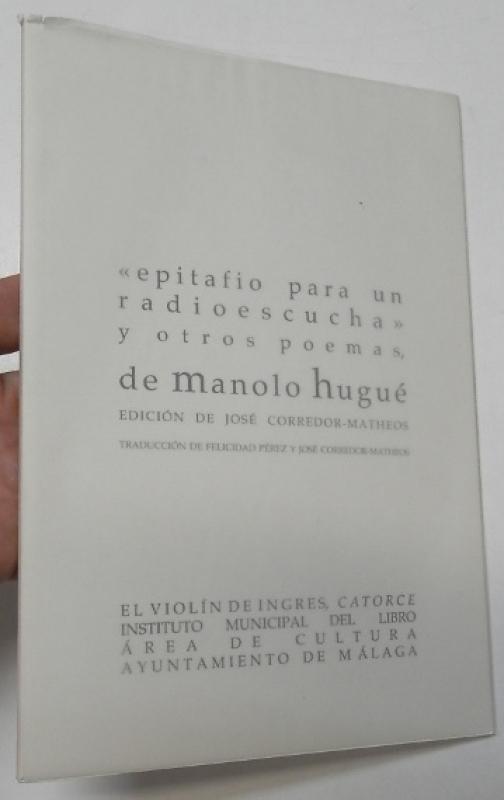 «epitafio para un
radioescucha»
y otros poemas,
de manolo hugué
EDICIÓN DE JOSÉ CORREDOR-MATHEOS
TRADUCCIÓN DE FELICIDAD PÉREZ Y JOSÉ CORREDOR-MATHEOS
EL VIOLÍN DE INGRES, CATORCE
INSTITUTO MUNICIPAL DEL LIBRO
ÁREA DE CULTURA
AYUNTAMIENTO DE MÁLAGA